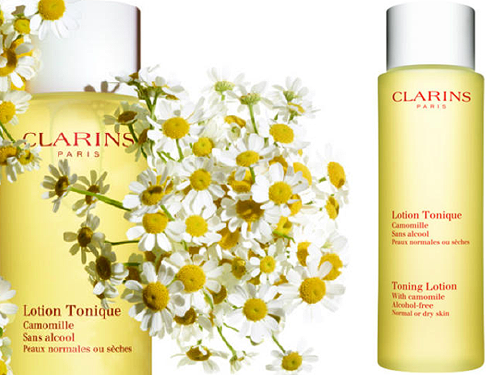 CLARINS
PARIS
Lotion Tonique
Camomille
Sans alcool
Peaux normales ou sèches
CLARINS
PARIS
Lotion Tonique
Camomille
Sans alcool
Peaux normales ou sèches
Toning Lotion
With camomile
Alcohol-free
Normal or dry skin